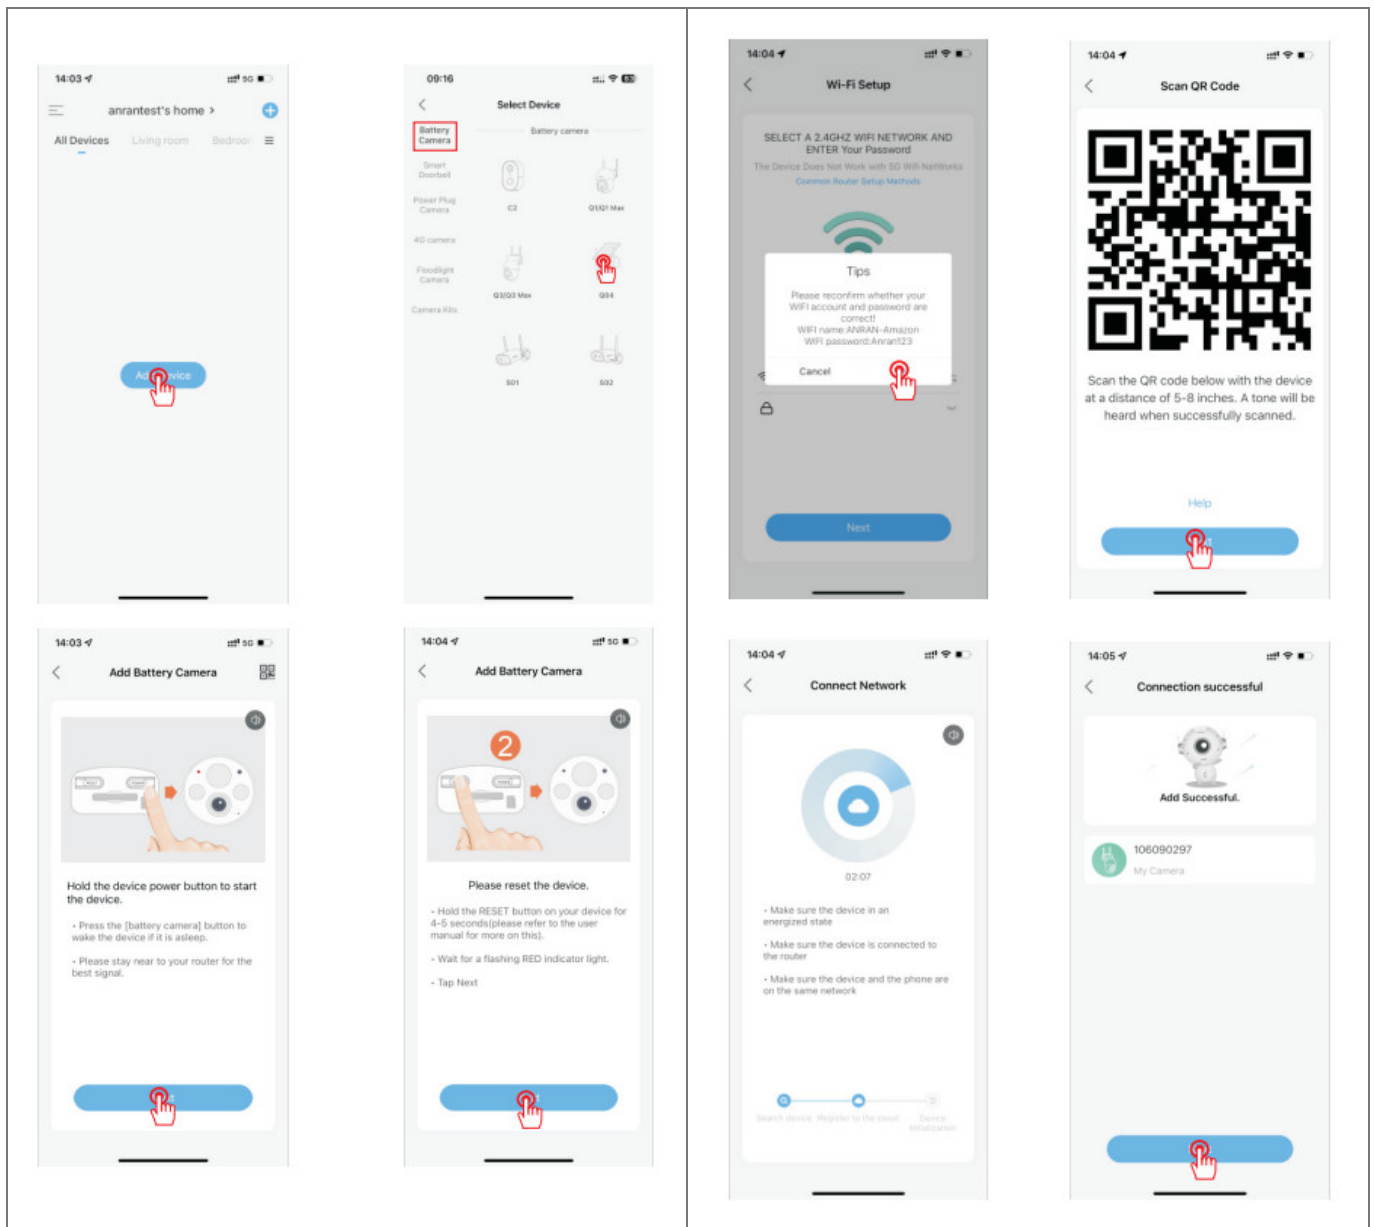 14:03
5G
anrantest's home >
All Devices Living room Bedroor
Add Device
09:16
Select Device
Battery
Camera
Battery camera
Smart
Doorbell
Power Plug
Camera
4G camera
Floodlight
Camera
Camera Kits
C2
Q1/Q1 Max
Q3/Q3 Max
Q04
S01
S02
14:03
5G
Add Battery Camera
Hold the device power button to start
the device.
• Press the [battery camera] button to
wake the device if it is asleep.
• Please stay near to your router for the
best signal.
14:04
5G
Add Battery Camera
2
RESET
Please reset the device.
- Hold the RESET button on your device for
4-5 seconds(please refer to the user
manual for more on this).
- Wait for a flashing RED indicator light.
- Tap Next
14:04
Wi-Fi Setup
SELECT A 2.4GHZ WIFI NETWORK AND
ENTER Your Password
The Device Does Not Work with 5G Wifi NetWorks
Common Router Setup Methods
Tips
Please reconfirm whether your
WIFI account and password are
correct!
WIFI name:ANRAN-Amazon
WIFI password:Anran123
Cancel
Next
14:04
Scan QR Code
Scan the QR code below with the device
at a distance of 5-8 inches. A tone will be
heard when successfully scanned.
Help
14:04
Connect Network
02:07
• Make sure the device in an
energized state
• Make sure the device is connected to
the router
• Make sure the device and the phone are
on the same network
Search device Register to the cloud Device
initialization
14:05
Connection successful
Add Successful.
106090297
My Camera